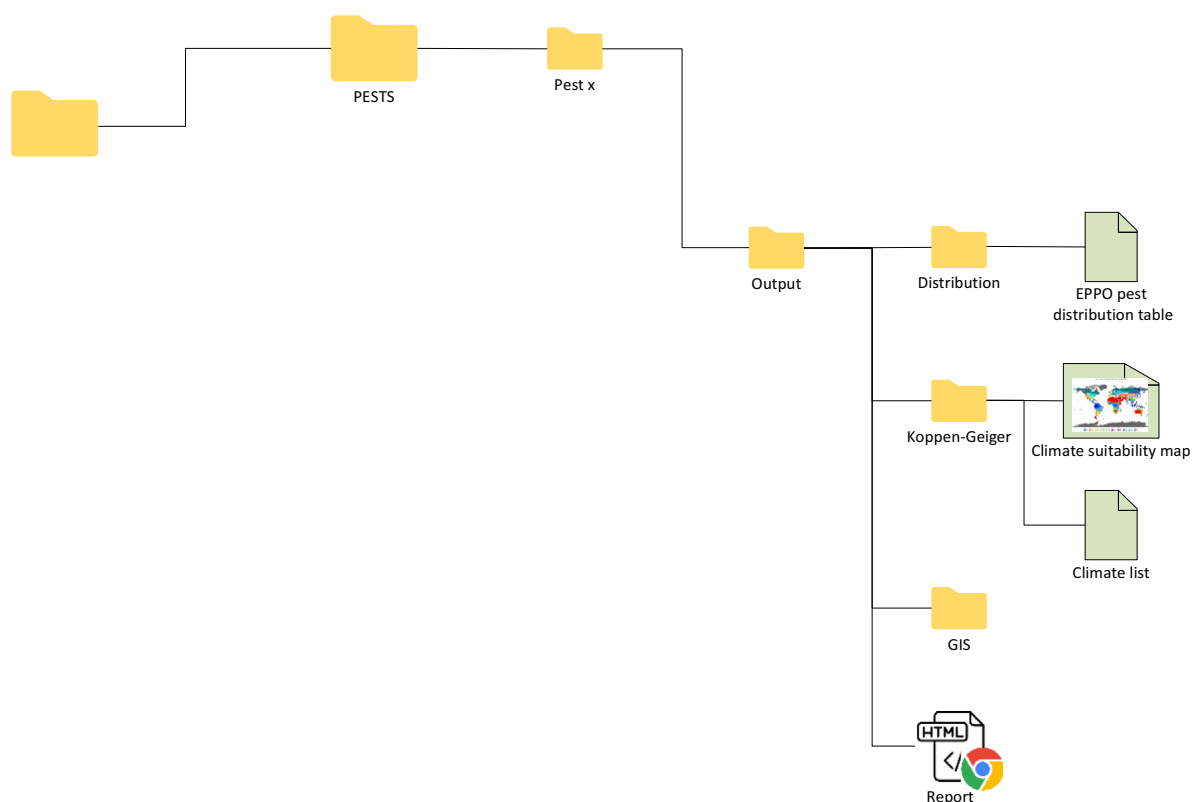 PESTS
Pest x
Output
Distribution
EPPO pest
distribution table
Koppen-Geiger
Climate suitability map
Climate list
GIS
HTML
</>
Report